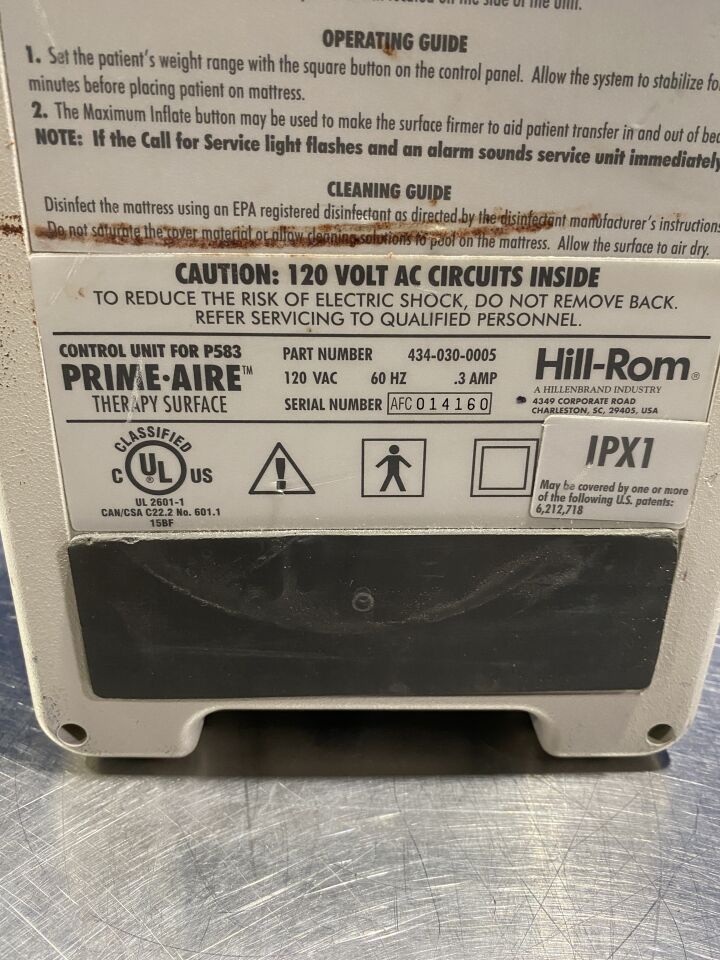 located on the side of the unit.
OPERATING GUIDE
1. Set the patient's weight range with the square button on the control panel. Allow the system to stabilize
minutes before placing patient on mattress.
2. The Maximum Inflate button may be used to make the surface firmer to aid patient transfer in and out of
NOTE: If the Call for Service light flashes and an alarm sounds service unit immediately
CLEANING GUIDE
Disinfect the mattress using an EPA registered disinfectant as directed by the disinfectant manufacturer's instructions
Do not saturate the cover material or allow cleaning solutions to pool on the mattress. Allow the surface to air dry.
CAUTION: 120 VOLT AC CIRCUITS INSIDE
TO REDUCE THE RISK OF ELECTRIC SHOCK, DO NOT REMOVE BACK.
REFER SERVICING TO QUALIFIED PERSONNEL.
CONTROL UNIT FOR P583
PRIME•AIRE™
THERAPY SURFACE
PART NUMBER 434-030-0005
120 VAC 60 HZ .3 AMP
SERIAL NUMBER AFC014160
Hill-Rom®
A HILLENBRAND INDUSTRY
4349 CORPORATE ROAD
CHARLESTON, SC, 29405, USA
CLASSIFIED
C UL US
UL 2601-1
CAN/CSA C22.2 No. 601.1
15BF
IPX1
May be covered by one or more
of the following U.S. patents:
6,212,718